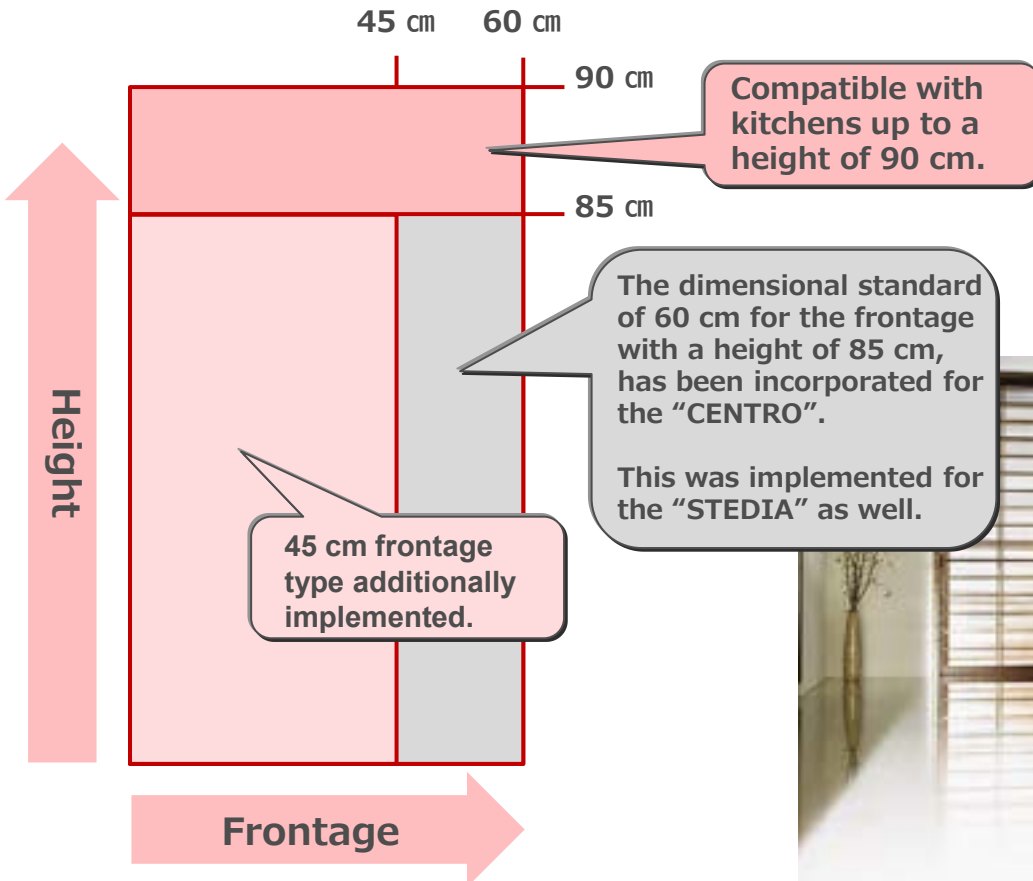 45 ㎝
60 ㎝
90 ㎝
Compatible with
kitchens up to a
height of 90 cm.
85 ㎝
The dimensional standard
of 60 cm for the frontage
with a height of 85 cm,
has been incorporated for
the “CENTRO”.
This was implemented for
the “STEDIA” as well.
Height
45 cm frontage
type additionally
implemented.
Frontage